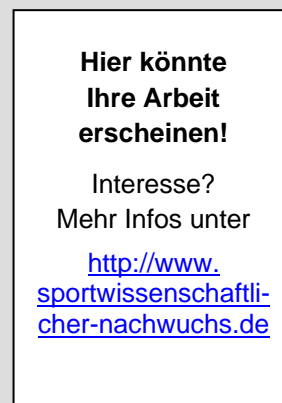 Hier könnte
Ihre Arbeit
erscheinen!
Interesse?
Mehr Infos unter
http://www.
sportwissenschaftli-
cher-nachwuchs.de